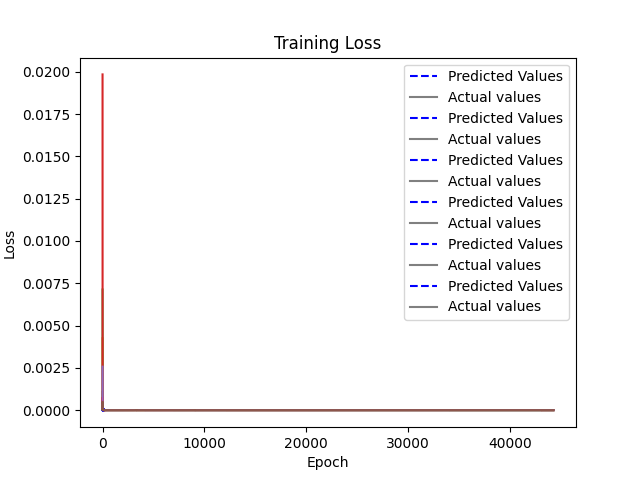 Training Loss
0.0200
0.0175
0.0150
0.0125
0.0100
0.0075
0.0050
0.0025
0.0000
Loss
Predicted Values
Actual values
Predicted Values
Actual values
Predicted Values
Actual values
Predicted Values
Actual values
Predicted Values
Actual values
Predicted Values
Actual values
0 10000 20000 30000 40000
Epoch